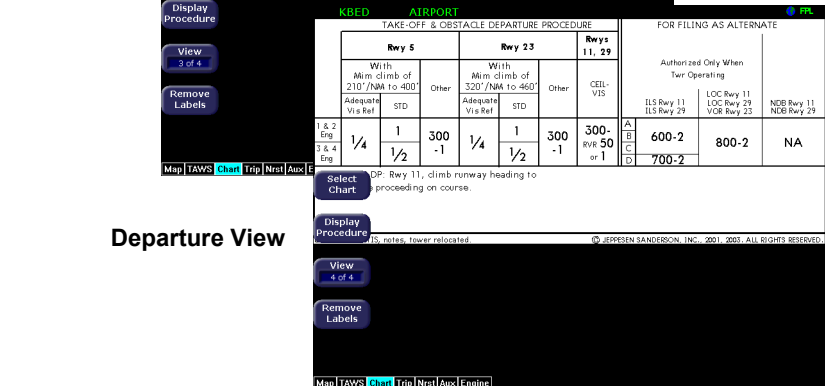 Display
Procedure
View
3 of 4
Remove
Labels
Map TAWS Chart Trip Nrst Aux E
Departure View
KBED AIRPORT FPL
TAKE-OFF & OBSTACLE DEPARTURE PROCEDURE
FOR FILING AS ALTERNATE
Rwy 5
Rwy 23
Rwys
11, 29
With
Mim climb of
210'/NM to 400'
Other
With
Mim climb of
320'/NM to 460'
Other
CEIL-
VIS
Authorized Only When
Twr Operating
Adequate
Vis Ref
STD
Adequate
Vis Ref
STD
ILS Rwy 11
ILS Rwy 29
LOC Rwy 11
LOC Rwy 29
VOR Rwy 23
NDB Rwy 11
NDB Rwy 29
1 & 2
Eng
1/4
1
300
-1
1/4
1
300
-1
300-
RVR 50
or 1
3 & 4
Eng
1/2
1/2
A
B
C
D
600-2
700-2
800-2
NA
DP: Rwy 11, climb runway heading to
proceeding on course.
notes, tower relocated.
© JEPPESEN SANDERSON, INC., 2001, 2003. ALL RIGHTS RESERVED.
Select
Chart
Display
Procedure
View
4 of 4
Remove
Labels
Map TAWS Chart Trip Nrst Aux Engine